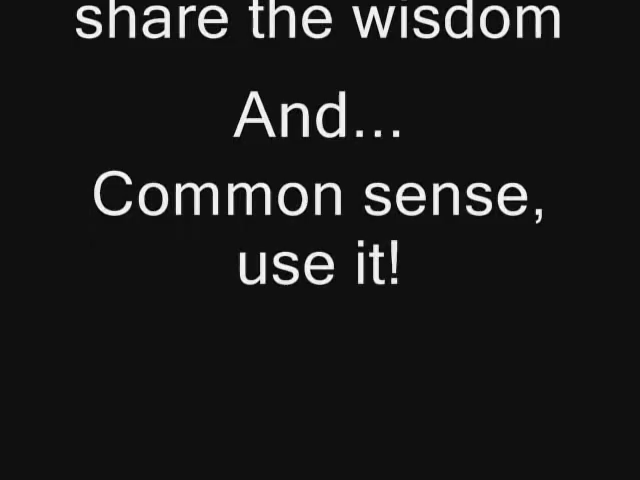 share the wisdom
And...
Common sense,
use it!